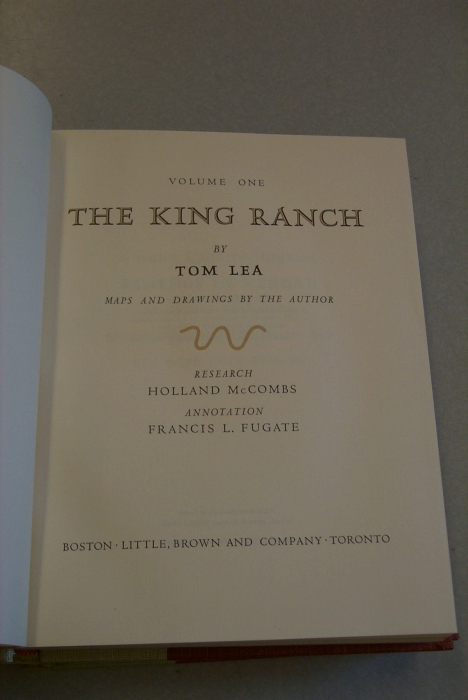 VOLUME ONE
THE KING RANCH
BY
TOM LEA
MAPS AND DRAWINGS BY THE AUTHOR
RESEARCH
HOLLAND McCOMBS
ANNOTATION
FRANCIS L. FUGATE
BOSTON · LITTLE, BROWN AND COMPANY · TORONTO